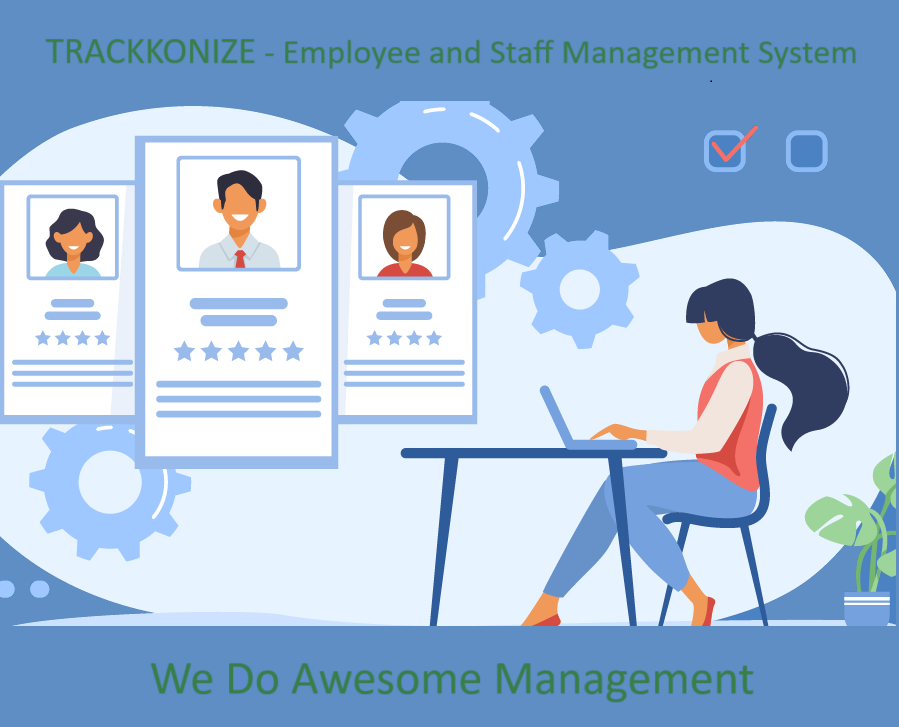 TRACKKONIZE - Employee and Staff Management System
We Do Awesome Management